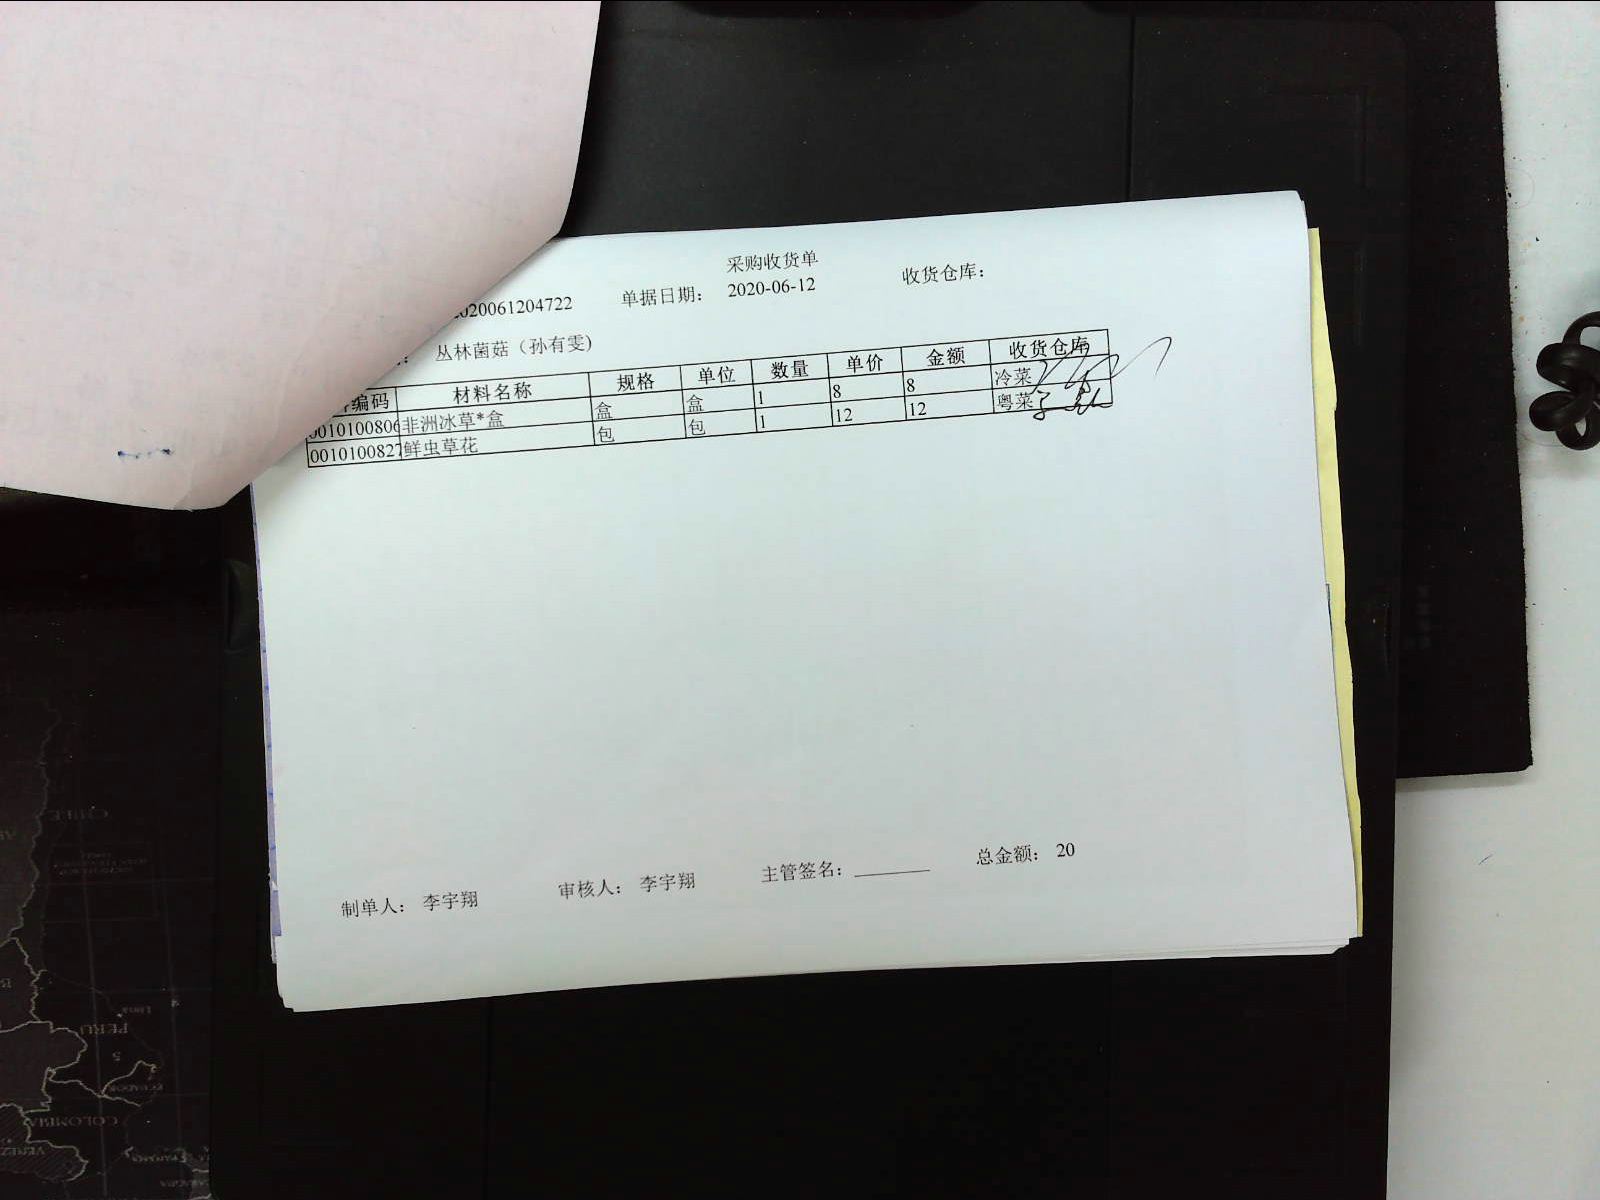 采购收货单
2020061204722 单据日期： 2020-06-12 收货仓库：
丛林菌菇（孙有雯）
编码 材料名称 规格 单位 数量 单价 金额 收货仓库
0010100806 非洲冰草*盒 盒 盒 1 8 8 冷菜
0010100827 鲜虫草花 包 包 1 12 12 粤菜
制单人： 李宇翔 审核人： 李宇翔 主管签名： 总金额： 20
CHILE
PERU
COLOMBIA